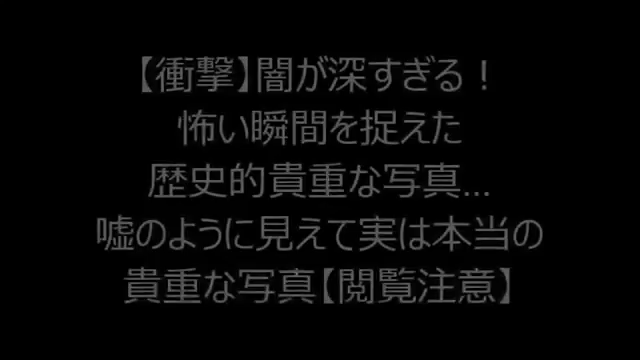 【衝撃】闇が深すぎる！
怖い瞬間を捉えた
歴史的貴重な写真...
嘘のように見えて実は本当の
貴重な写真【閲覧注意】